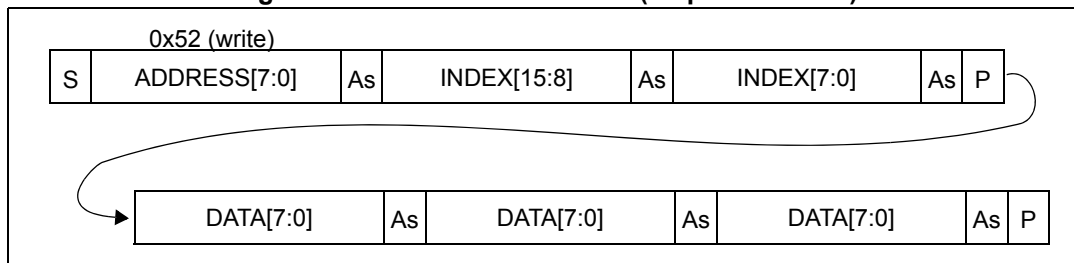 0x52 (write)
S ADDRESS[7:0] As INDEX[15:8] As INDEX[7:0] As P
DATA[7:0] As DATA[7:0] As DATA[7:0] As P